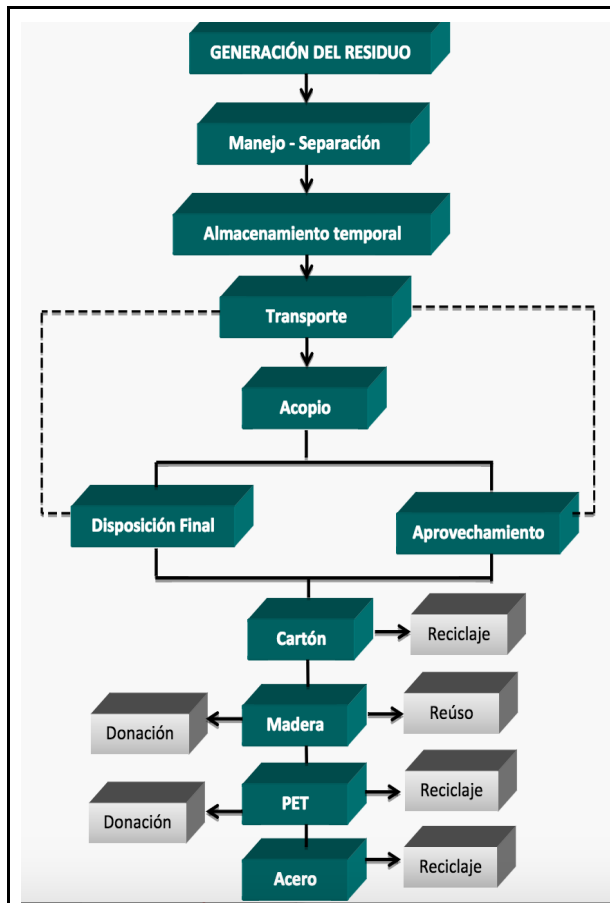 GENERACIÓN DEL RESIDUO
Manejo - Separación
Almacenamiento temporal
Transporte
Acopio
Disposición Final
Aprovechamiento
Cartón
Reciclaje
Donación
Madera
Reúso
Donación
PET
Reciclaje
Acero
Reciclaje